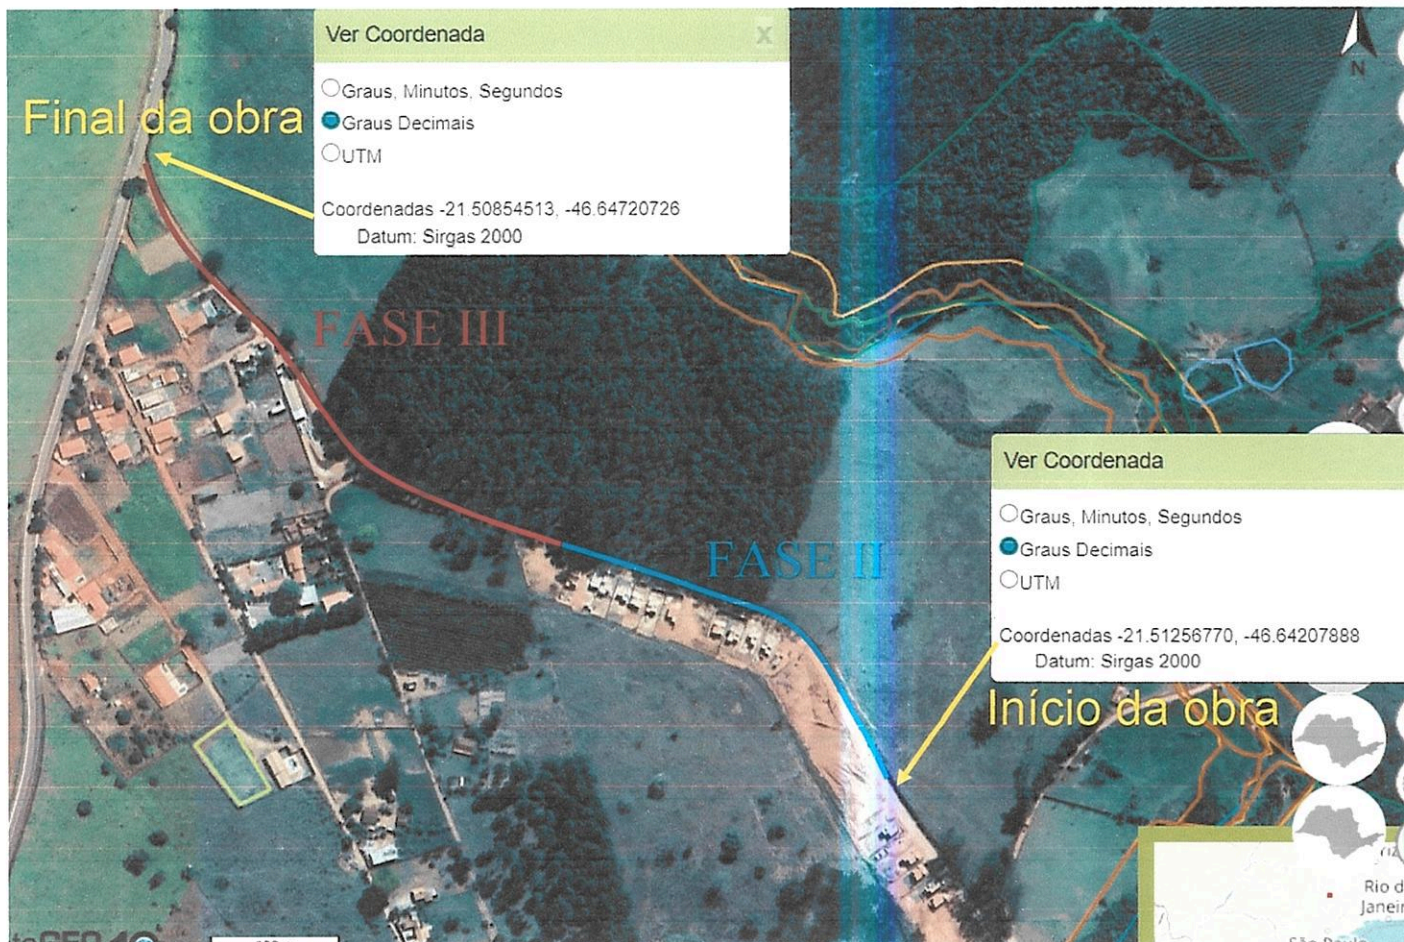 Ver Coordenada
X
Graus, Minutos, Segundos
Graus Decimais
UTM
Coordenadas -21.50854513, -46.64720726
Datum: Sirgas 2000
Final da obra
N
FASE III
FASE II
Ver Coordenada
Graus, Minutos, Segundos
Graus Decimais
UTM
Coordenadas -21.51256770, -46.64207888
Datum: Sirgas 2000
Início da obra
Rio d
Janeir